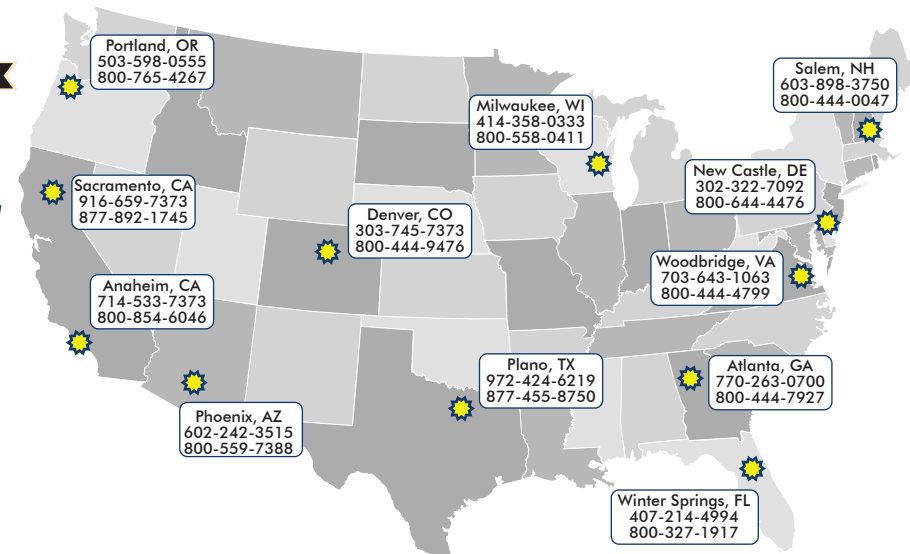 Portland, OR
503-598-0555
800-765-4267
Salem, NH
603-898-3750
800-444-0047
Milwaukee, WI
414-358-0333
800-558-0411
New Castle, DE
302-322-7092
800-644-4476
Sacramento, CA
916-659-7373
877-892-1745
Denver, CO
303-745-7373
800-444-9476
Woodbridge, VA
703-643-1063
800-444-4799
Anaheim, CA
714-533-7373
800-854-6046
Plano, TX
972-424-6219
877-455-8750
Atlanta, GA
770-263-0700
800-444-7927
Phoenix, AZ
602-242-3515
800-559-7388
Winter Springs, FL
407-214-4994
800-327-1917